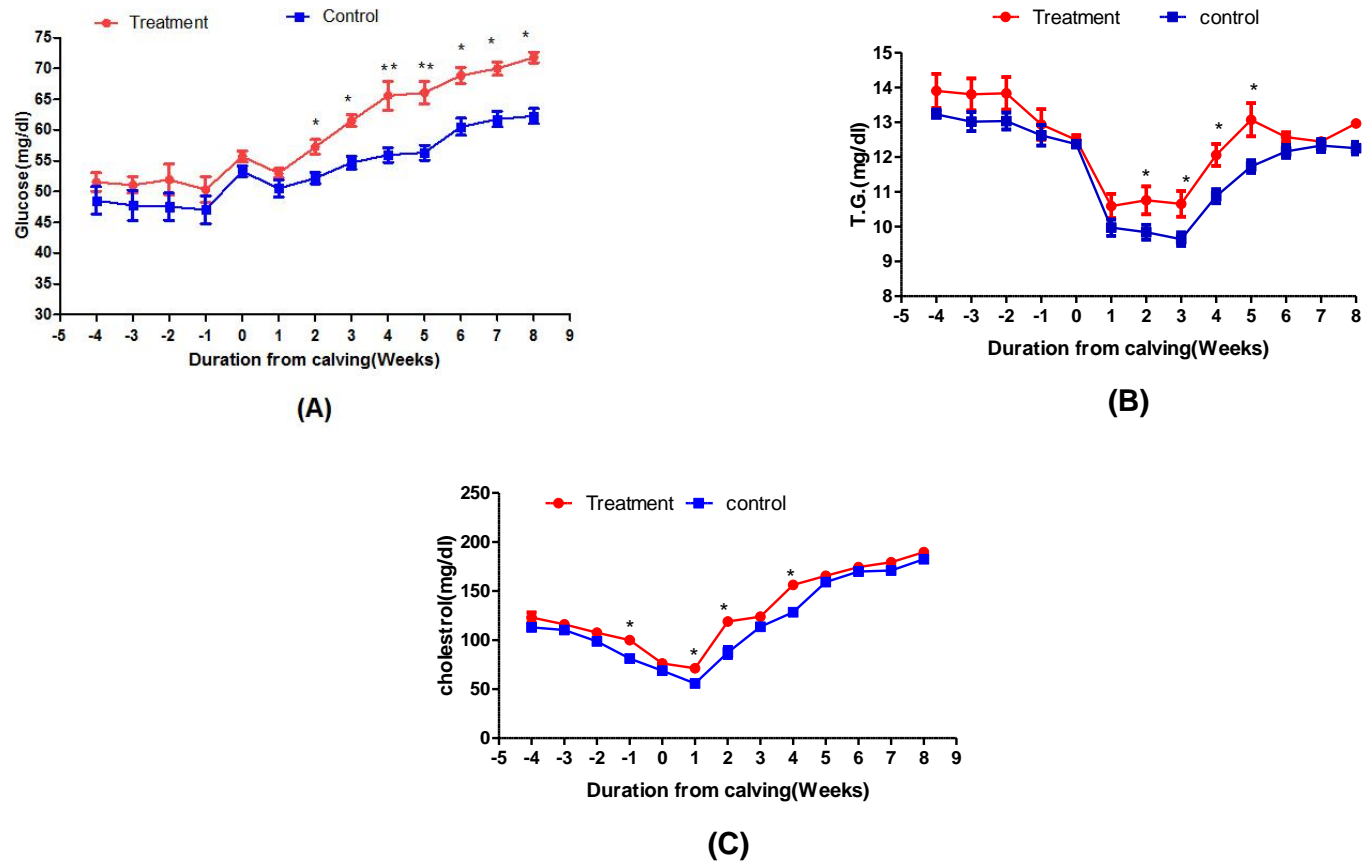 Treatment Control
75
70
65
60
55
50
45
40
35
30
Glucose(mg/dl)
* * ** ** * * *
-5 -4 -3 -2 -1 0 1 2 3 4 5 6 7 8 9
Duration from calving(Weeks)
(A)
Treatment control
15
14
13
12
11
10
9
8
T.G.(mg/dl)
* * * *
-5 -4 -3 -2 -1 0 1 2 3 4 5 6 7 8
Duration from calving(Weeks)
(B)
Treatment control
250
200
150
100
50
0
cholestrol(mg/dl)
* * * *
-5 -4 -3 -2 -1 0 1 2 3 4 5 6 7 8 9
Duration from calving(Weeks)
(C)